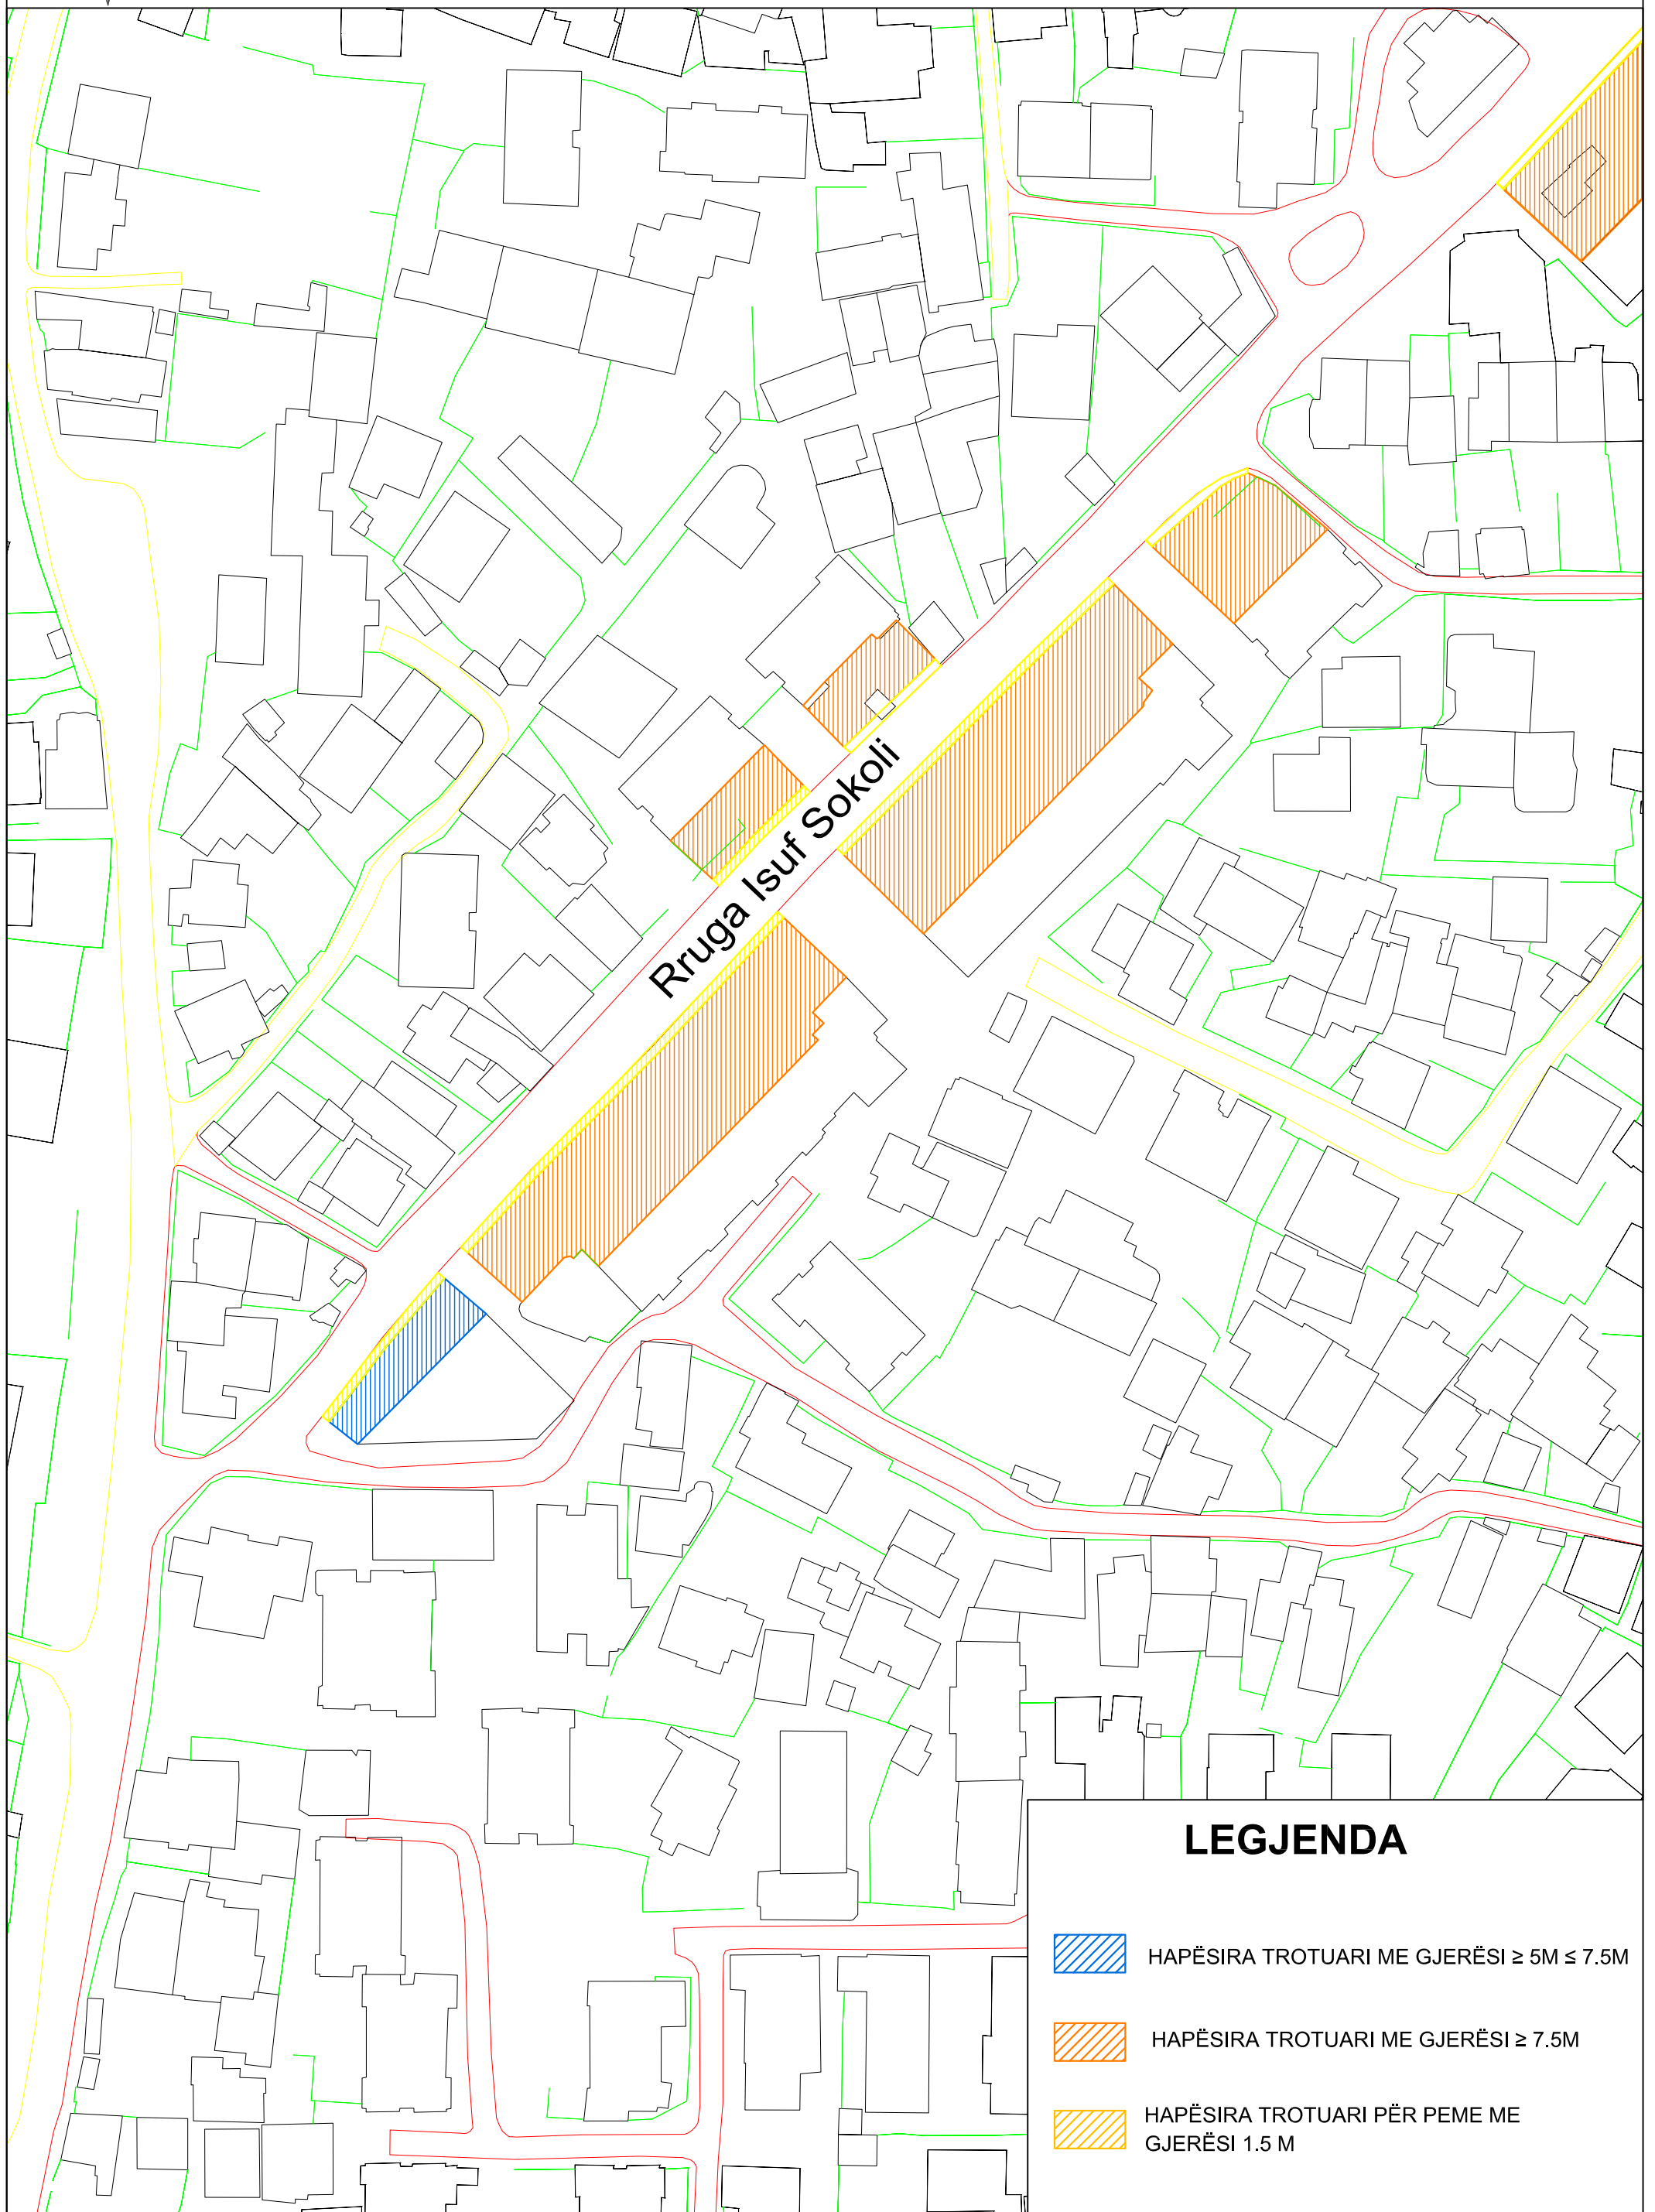 Rruga Isuf Sokoli
LEGJENDA
HAPËSIRA TROTUARI ME GJERËSI ≥ 5M ≤ 7.5M
HAPËSIRA TROTUARI ME GJERËSI ≥ 7.5M
HAPËSIRA TROTUARI PËR PEME ME
GJERËSI 1.5 M